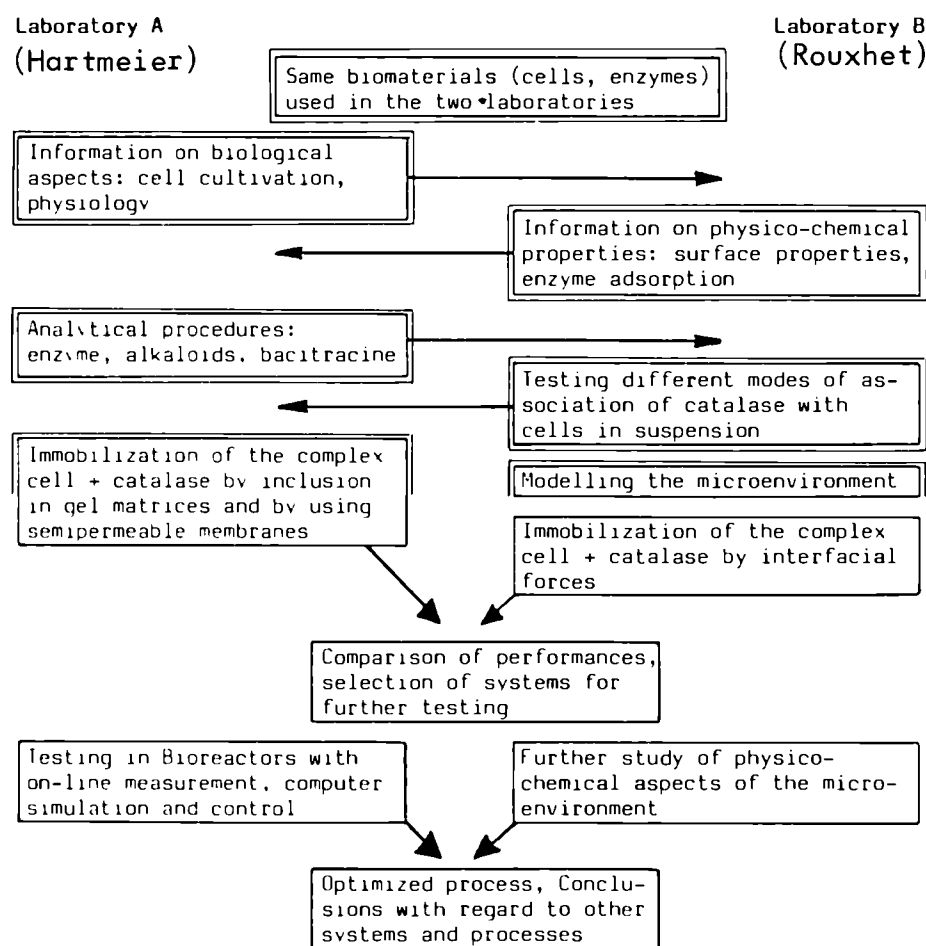 Laboratory A
(Hartmeier)
Laboratory B
(Rouxhet)
Same biomaterials (cells, enzymes)
used in the two laboratories
Information on biological
aspects: cell cultivation,
physiology
Information on physico-chemical
properties: surface properties,
enzyme adsorption
Analytical procedures:
enzyme, alkaloids, bacitracine
Testing different modes of as-
sociation of catalase with
cells in suspension
Immobilization of the complex
cell + catalase by inclusion
in gel matrices and by using
semipermeable membranes
Modelling the microenvironment
Immobilization of the complex
cell + catalase by interfacial
forces
Comparison of performances,
selection of systems for
further testing
Testing in Bioreactors with
on-line measurement, computer
simulation and control
Further study of physico-
chemical aspects of the micro-
environment
Optimized process, Conclu-
sions with regard to other
systems and processes